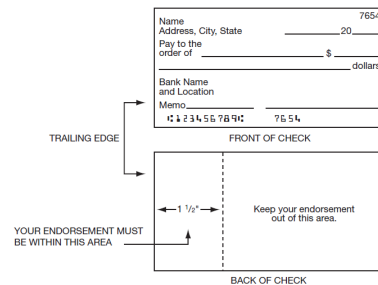 7654
Name
Address, City, State
20
Pay to the
order of $
dollars
Bank Name
and Location
Memo
⑆123456789⑆ 7654
TRAILING EDGE
FRONT OF CHECK
1 1/2"
Keep your endorsement
out of this area.
YOUR ENDORSEMENT MUST
BE WITHIN THIS AREA
BACK OF CHECK